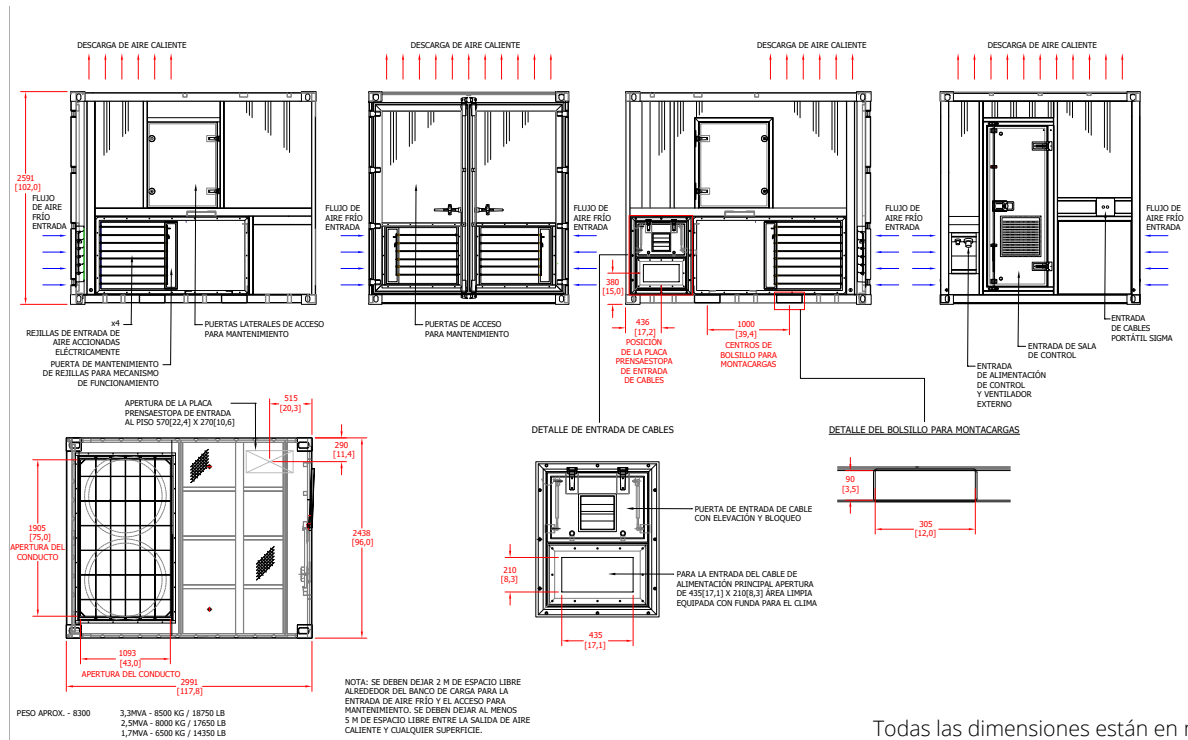 DESCARGA DE AIRE CALIENTE
DESCARGA DE AIRE CALIENTE
DESCARGA DE AIRE CALIENTE
DESCARGA DE AIRE CALIENTE
2591
[102,0]
FLUJO
DE AIRE
FRÍO
ENTRADA
FLUJO DE
AIRE FRÍO
ENTRADA
FLUJO DE
AIRE FRÍO
ENTRADA
FLUJO DE
AIRE FRÍO
ENTRADA
FLUJO DE
AIRE FRÍO
ENTRADA
380
[15,0]
x4
REJILLAS DE ENTRADA DE
AIRE ACCIONADAS
ELÉCTRICAMENTE
PUERTA DE MANTENIMIENTO
DE REJILLAS PARA MECANISMO
DE FUNCIONAMIENTO
PUERTAS LATERALES DE ACCESO
PARA MANTENIMIENTO
PUERTAS DE ACCESO
PARA MANTENIMIENTO
436
[17,2]
POSICIÓN
DE LA PLACA
PRENSAESTOPA
DE ENTRADA
DE CABLES
1000
[39,4]
CENTROS DE
BOLSILLO PARA
MONTACARGAS
ENTRADA
DE ALIMENTACIÓN
DE CONTROL
Y VENTILADOR
EXTERNO
ENTRADA DE SALA
DE CONTROL
ENTRADA
DE CABLES
PORTÁTIL SIGMA
APERTURA DE LA PLACA
PRENSAESTOPA DE ENTRADA
AL PISO 570[22,4] X 270[10,6]
515
[20,3]
290
[11,4]
1905
[75,0]
APERTURA DEL
CONDUCTO
2438
[96,0]
1093
[43,0]
APERTURA DEL CONDUCTO
2991
[117,8]
DETALLE DE ENTRADA DE CABLES
PUERTA DE ENTRADA DE CABLE
CON ELEVACIÓN Y BLOQUEO
210
[8,3]
PARA LA ENTRADA DEL CABLE DE
ALIMENTACIÓN PRINCIPAL APERTURA
DE 435[17,1] X 210[8,3] ÁREA LIMPIA
EQUIPADA CON FUNDA PARA EL CLIMA
435
[17,1]
DETALLE DEL BOLSILLO PARA MONTACARGAS
90
[3,5]
305
[12,0]
NOTA: SE DEBEN DEJAR 2 M DE ESPACIO LIBRE
ALREDEDOR DEL BANCO DE CARGA PARA LA
ENTRADA DE AIRE FRÍO Y EL ACCESO PARA
MANTENIMIENTO. SE DEBEN DEJAR AL MENOS
5 M DE ESPACIO LIBRE ENTRE LA SALIDA DE AIRE
CALIENTE Y CUALQUIER SUPERFICIE.
PESO APROX. - 8300
3,3MVA - 8500 KG / 18750 LB
2,5MVA - 8000 KG / 17650 LB
1,7MVA - 6500 KG / 14350 LB
Todas las dimensiones están en